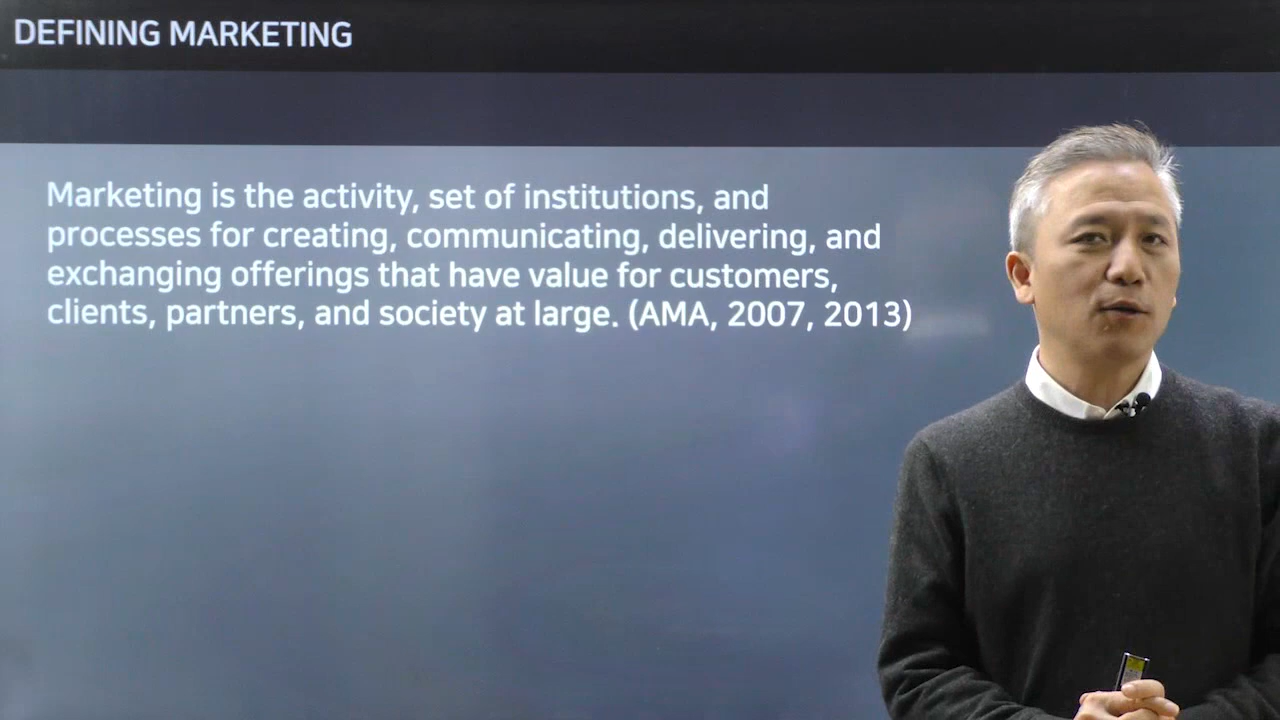 DEFINING MARKETING
Marketing is the activity, set of institutions, and
processes for creating, communicating, delivering, and
exchanging offerings that have value for customers,
clients, partners, and society at large. (AMA, 2007, 2013)